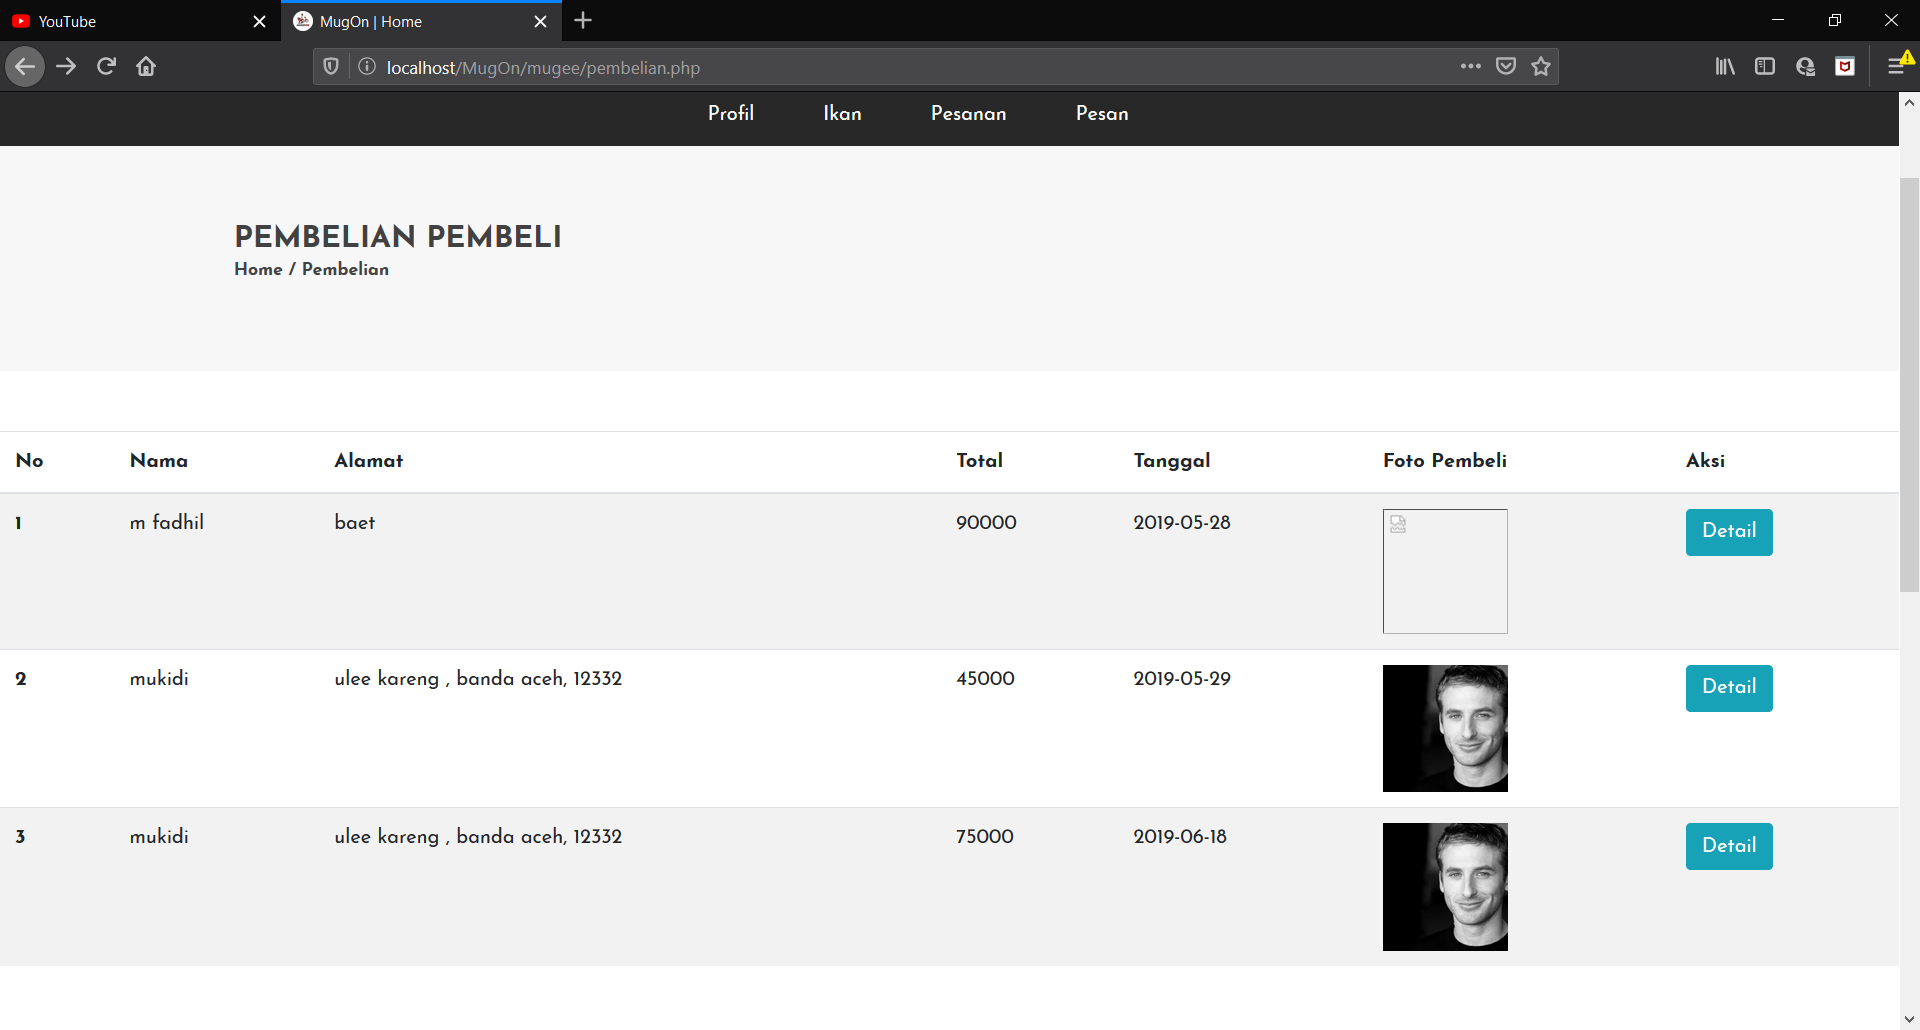 YouTube
MugOn | Home
localhost/MugOn/mugee/pembelian.php
Profil Ikan Pesanan Pesan
PEMBELIAN PEMBELI
Home / Pembelian
No Nama Alamat Total Tanggal Foto Pembeli Aksi
1 m fadhil baet 90000 2019-05-28 Detail
2 mukidi ulee kareng , banda aceh, 12332 45000 2019-05-29 Detail
3 mukidi ulee kareng , banda aceh, 12332 75000 2019-06-18 Detail